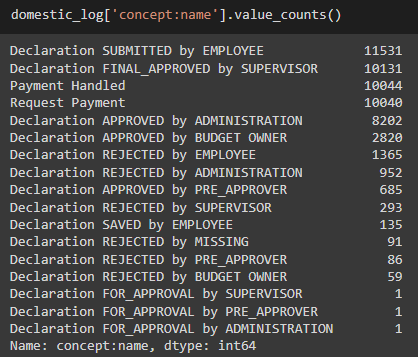 domestic_log['concept:name'].value_counts()
Declaration SUBMITTED by EMPLOYEE 11531
Declaration FINAL_APPROVED by SUPERVISOR 10131
Payment Handled 10044
Request Payment 10040
Declaration APPROVED by ADMINISTRATION 8202
Declaration APPROVED by BUDGET OWNER 2820
Declaration REJECTED by EMPLOYEE 1365
Declaration REJECTED by ADMINISTRATION 952
Declaration APPROVED by PRE_APPROVER 685
Declaration REJECTED by SUPERVISOR 293
Declaration SAVED by EMPLOYEE 135
Declaration REJECTED by MISSING 91
Declaration REJECTED by PRE_APPROVER 86
Declaration REJECTED by BUDGET OWNER 59
Declaration FOR_APPROVAL by SUPERVISOR 1
Declaration FOR_APPROVAL by PRE_APPROVER 1
Declaration FOR_APPROVAL by ADMINISTRATION 1
Name: concept:name, dtype: int64